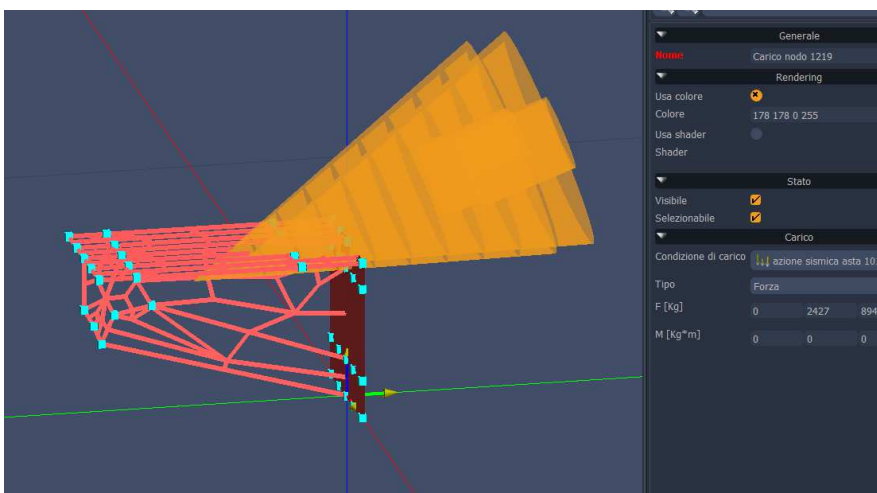 Generale
Nome Carico nodo 1219
Rendering
Usa colore
Colore 178 178 0 255
Usa shader
Shader
Stato
Visibile
Selezionabile
Carico
Condizione di carico azione sismica asta 10
Tipo Forza
F [Kg] 0 2427 894
M [Kg*m] 0 0 0